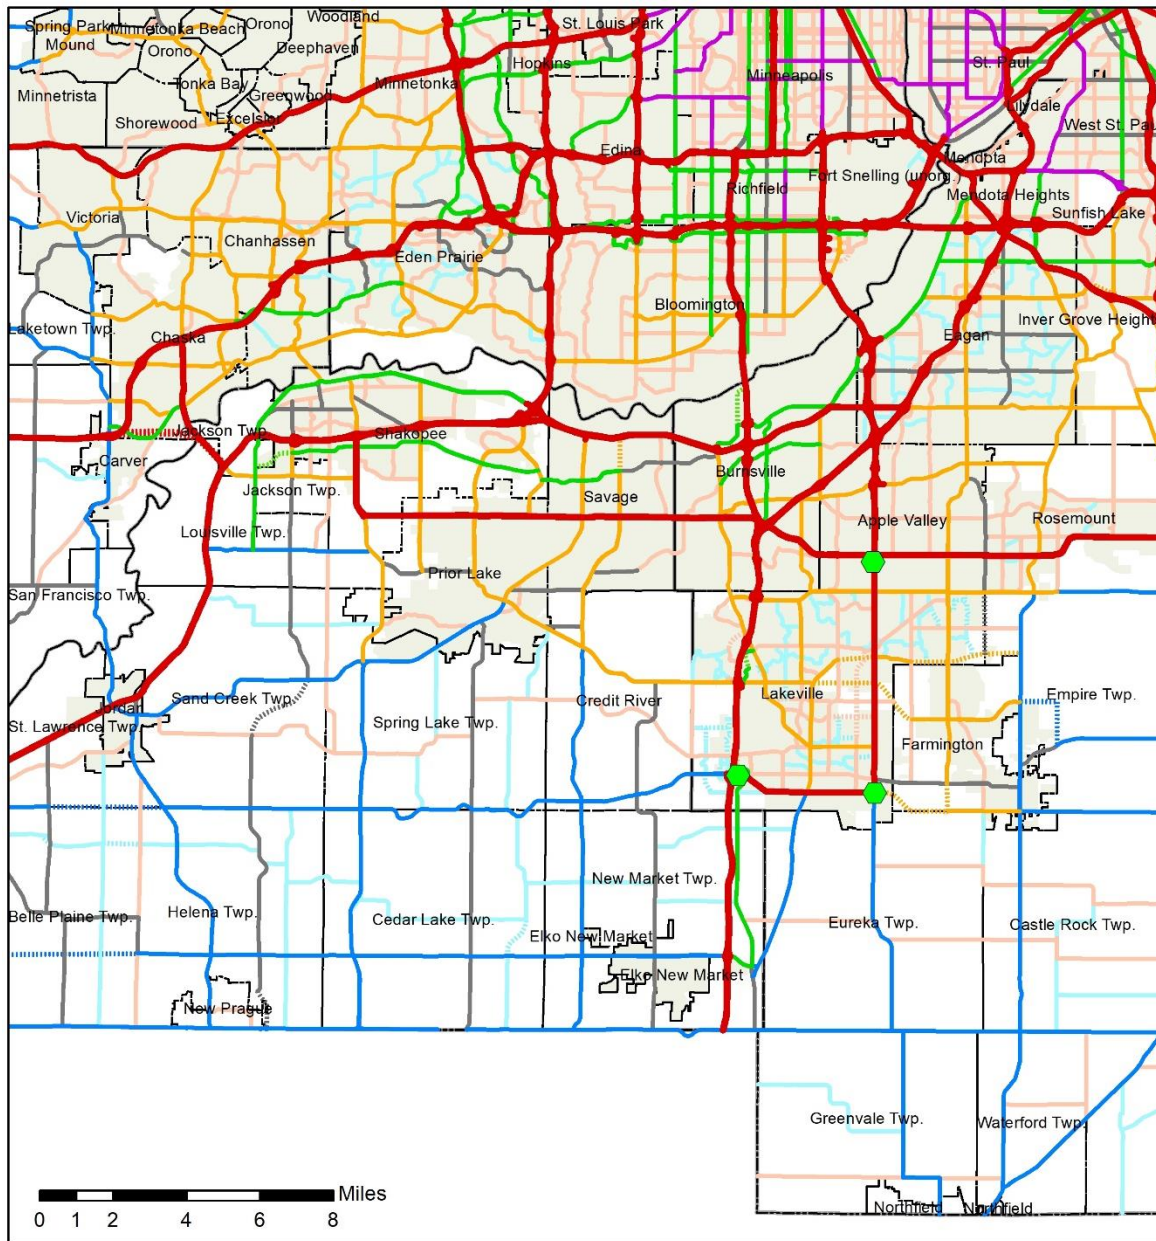 Woodland
Orono
Spring Park
Minnetonka Beach
Orono
St. Louis Park
Mound
Deephaven
Hopkins
St. Paul
Tonka Bay
Minnetonka
Minneapolis
Minnetrista
Greenwood
Lilydale
Shorewood
Excelsior
West St. Pau
Edina
Mendota
Richfield
Fort Snelling (unorg.)
Mendota Heights
Victoria
Sunfish Lake
Chanhassen
Eden Prairie
Bloomington
Laketown Twp.
Chaska
Eagan
Inver Grove Height
Jackson Twp.
Shakopee
Carver
Burnsville
Jackson Twp.
Savage
Apple Valley
Rosemount
Louisville Twp.
Prior Lake
San Francisco Twp.
Sand Creek Twp.
Credit River
Lakeville
Empire Twp.
Jordan
St. Lawrence Twp.
Spring Lake Twp.
Farmington
New Market Twp.
Belle Plaine Twp.
Helena Twp.
Cedar Lake Twp.
Eureka Twp.
Castle Rock Twp.
Elko New Market
Elko New Market
New Prague
Greenvale Twp.
Waterford Twp.
Miles
Northfield
Northfield
0 1 2 4 6 8